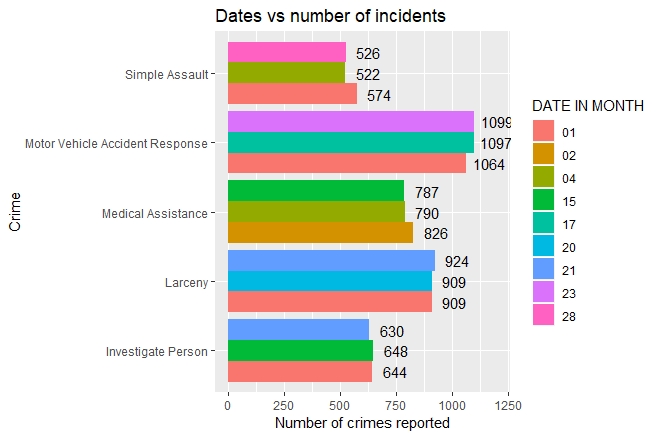 Dates vs number of incidents
Crime
Simple Assault
526
522
574
Motor Vehicle Accident Response
1099
1097
1064
Medical Assistance
787
790
826
Larceny
924
909
909
Investigate Person
630
648
644
0 250 500 750 1000 1250
Number of crimes reported
DATE IN MONTH
01
02
04
15
17
20
21
23
28